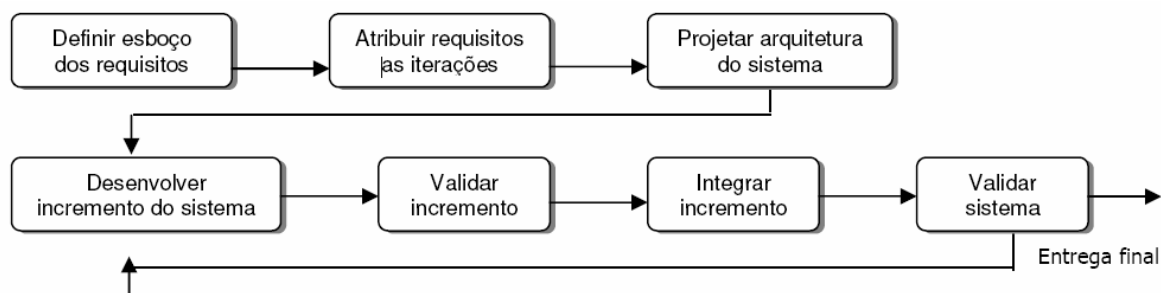 Definir esboço
dos requisitos
Atribuir requisitos
as iterações
Projetar arquitetura
do sistema
Desenvolver
incremento do sistema
Validar
incremento
Integrar
incremento
Validar
sistema
Entrega final